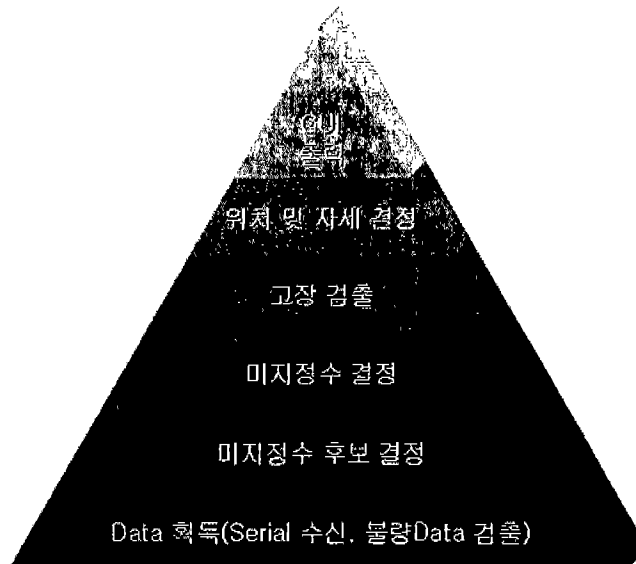 출력
위치 및 자세 결정
고장 검출
미지정수 결정
미지정수 후보 결정
Data 획득(Serial 수신, 불량Data 검출)